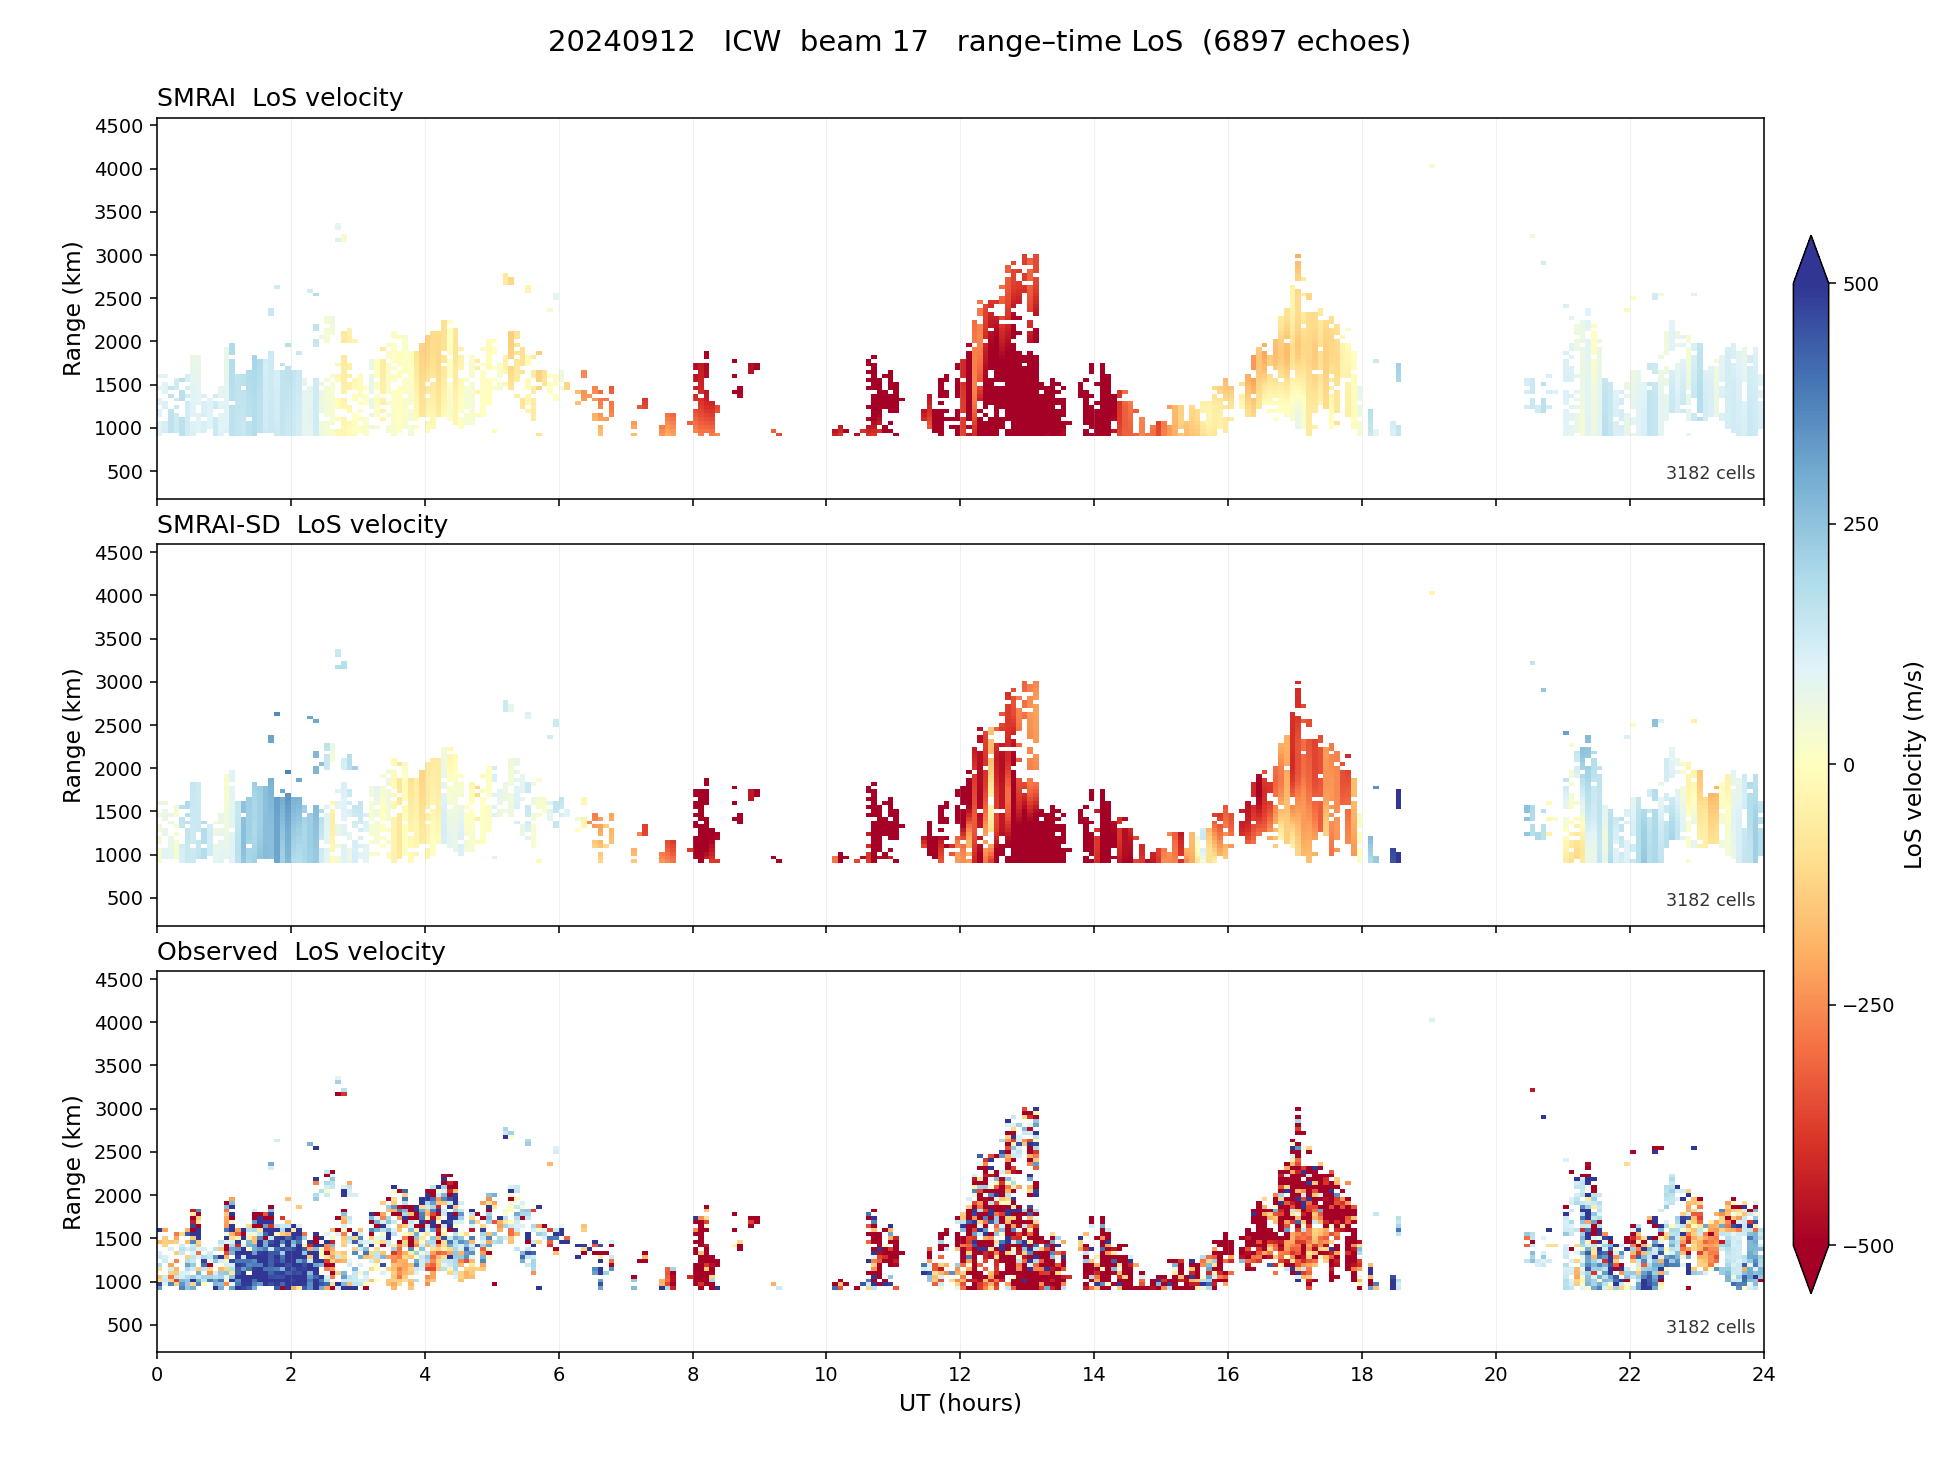 20240912   ICW  beam 17   range–time LoS  (6897 echoes)
SMRAI  LoS velocity
4500
4000
3500
3000
2500
2000
1500
1000
500
Range (km)
3182 cells
SMRAI-SD  LoS velocity
4500
4000
3500
3000
2500
2000
1500
1000
500
Range (km)
3182 cells
Observed  LoS velocity
4500
4000
3500
3000
2500
2000
1500
1000
500
Range (km)
3182 cells
0 2 4 6 8 10 12 14 16 18 20 22 24
UT (hours)
500
250
0
−250
−500
LoS velocity (m/s)